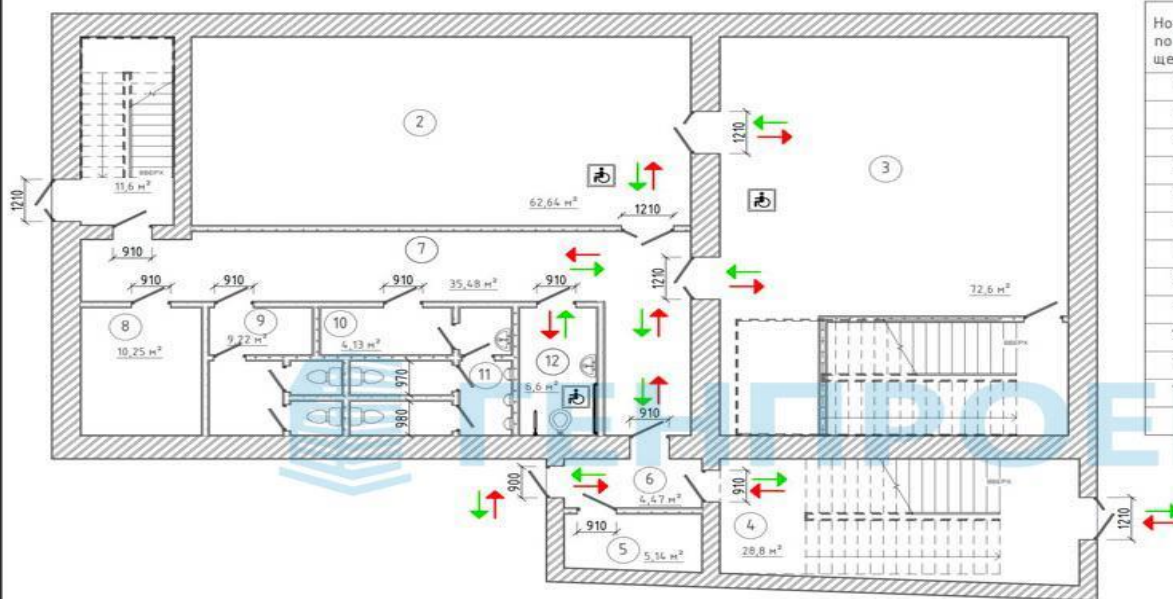 Но
по
ще
2
1210
3
ВВЕРХ
11,6 м²
1210
62,64 м²
1210
910
7
910
910
910
35,48 м²
910
1210
72,6 м²
8
9
10
10,25 м²
9,22 м²
4,13 м²
12
6,6 м²
11
970
980
ВВЕРХ
910
ГЕНПРОЕ
900
6
4,47 м²
910
ВВЕРХ
910
5
5,14 м²
4
28,8 м²
1210